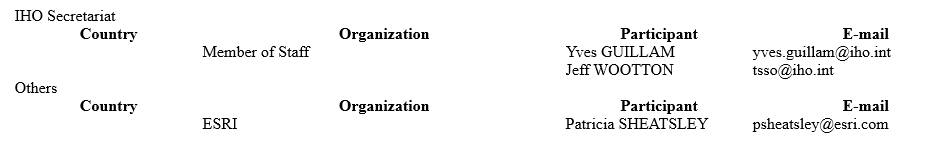 IHO Secretariat
Country Organization Participant E-mail
Member of Staff Yves GUILLAM yves.guillam@iho.int
Jeff WOOTTON tsso@iho.int
Others
Country Organization Participant E-mail
ESRI Patricia SHEATSLEY psheatsley@esri.com